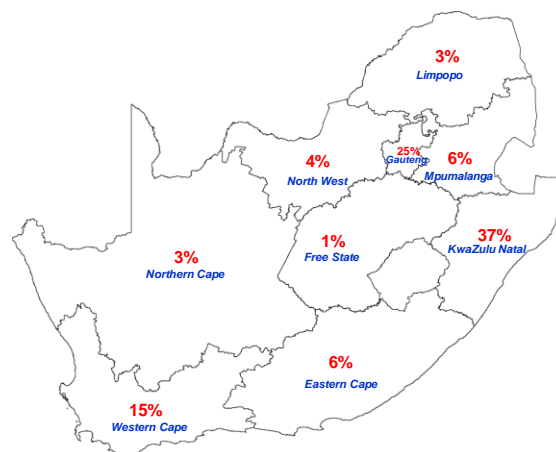 3%
Limpopo
25%
Gauteng
6%
Mpumalanga
4%
North West
37%
KwaZulu Natal
1%
Free State
3%
Northern Cape
6%
Eastern Cape
15%
Western Cape